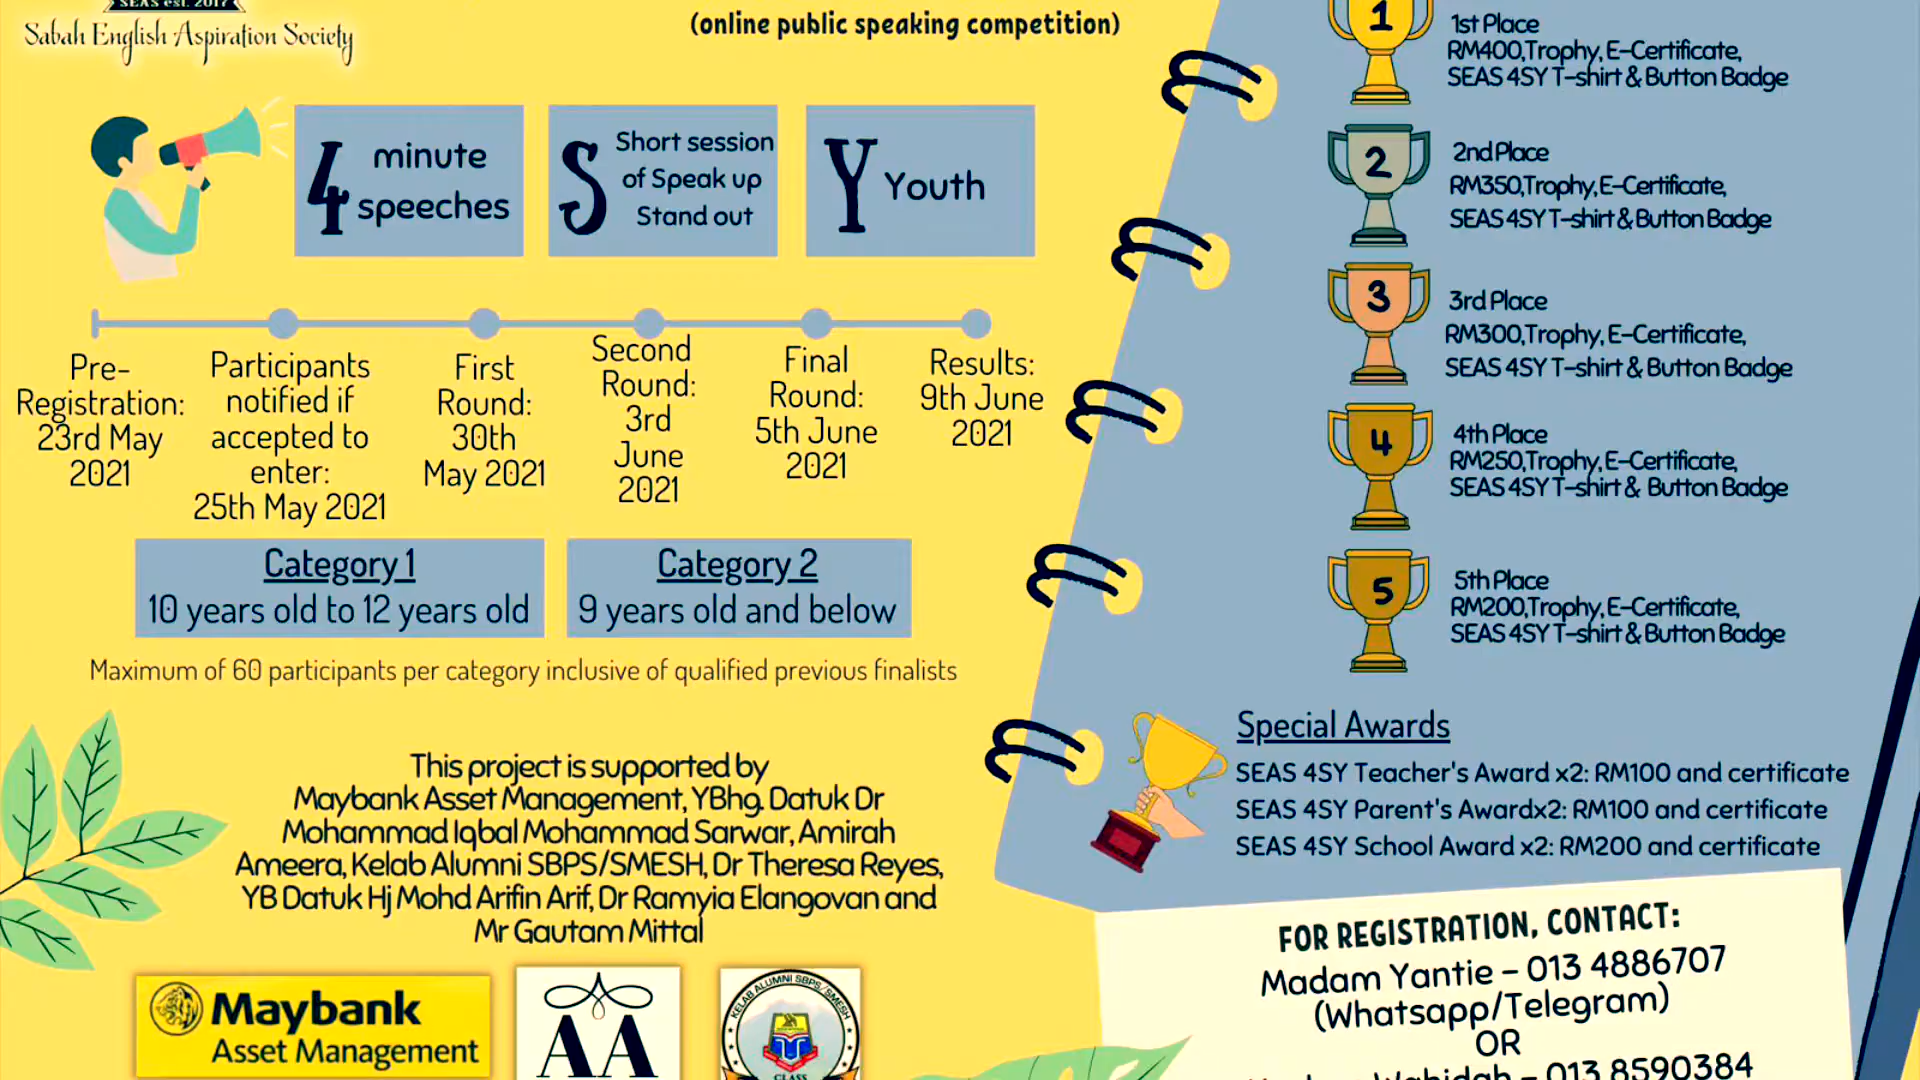 SEAS est. 2017
Sabah English Aspiration Society
(online public speaking competition)
4 minute speeches
S Short session
of Speak up
Stand out
Y Youth
Pre-
Registration:
23rd May
2021
Participants
notified if
accepted to
enter:
25th May 2021
First
Round:
30th
May 2021
Second
Round:
3rd
June
2021
Final
Round:
5th June
2021
Results:
9th June
2021
Category 1
10 years old to 12 years old
Category 2
9 years old and below
Maximum of 60 participants per category inclusive of qualified previous finalists
This project is supported by
Maybank Asset Management, YBhg. Datuk Dr
Mohammad Iqbal Mohammad Sarwar, Amirah
Ameera, Kelab Alumni SBPS/SMESH, Dr Theresa Reyes,
YB Datuk Hj Mohd Arifin Arif, Dr Ramyia Elangovan and
Mr Gautam Mittal
Maybank
Asset Management
AA
KELAB ALUMNI SBPS/SMESH
CLASS
1
1st Place
RM400,Trophy, E-Certificate,
SEAS 4SY T-shirt & Button Badge
2
2nd Place
RM350,Trophy, E-Certificate,
SEAS 4SY T-shirt & Button Badge
3
3rd Place
RM300,Trophy, E-Certificate,
SEAS 4SY T-shirt & Button Badge
4
4th Place
RM250,Trophy, E-Certificate,
SEAS 4SY T-shirt & Button Badge
5
5th Place
RM200,Trophy, E-Certificate,
SEAS 4SY T-shirt & Button Badge
Special Awards
SEAS 4SY Teacher's Award x2: RM100 and certificate
SEAS 4SY Parent's Awardx2: RM100 and certificate
SEAS 4SY School Award x2: RM200 and certificate
FOR REGISTRATION, CONTACT:
Madam Yantie - 013 4886707
(Whatsapp/Telegram)
OR
Wahidah - 013 8590384